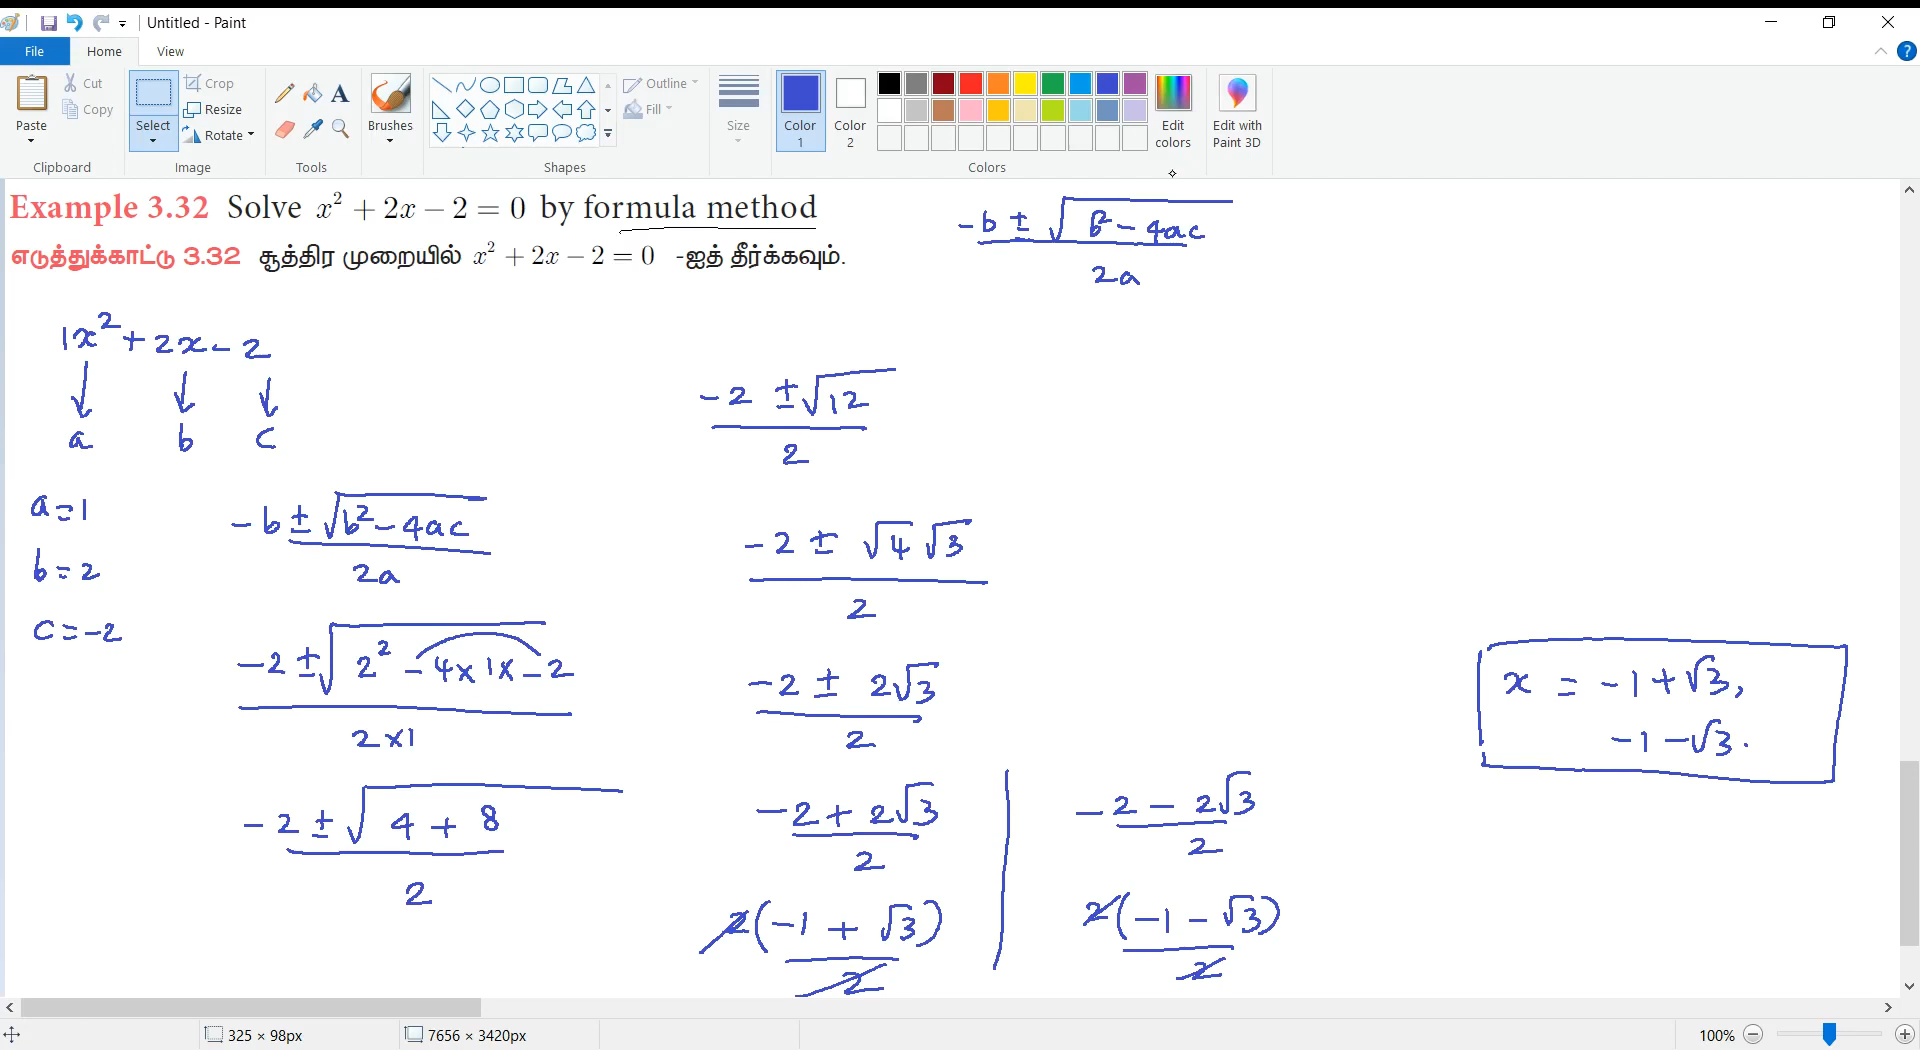 Untitled - Paint
File Home View
Paste Cut Copy Clipboard
Select Crop Resize Rotate Image
Tools
Brushes
Outline Fill Shapes
Size
Color 1 Color 2 Edit colors Colors
Edit with Paint 3D
Example 3.32 Solve x² + 2x − 2 = 0 by formula method
எடுத்துக்காட்டு 3.32 சூத்திர முறையில் x² + 2x − 2 = 0 -ஐத் தீர்க்கவும்.
-b ± √(b² - 4ac)
2a
1x² + 2x - 2
a b c
a = 1
b = 2
c = -2
-b ± √(b² - 4ac)
2a
-2 ± √(2² - 4 × 1 × -2)
2 × 1
-2 ± √(4 + 8)
2
-2 ± √12
2
-2 ± √4 √3
2
-2 ± 2√3
2
-2 + 2√3
2
2(-1 + √3)
2
-2 - 2√3
2
2(-1 - √3)
2
x = -1 + √3,
-1 - √3.
325 × 98px 7656 × 3420px 100%